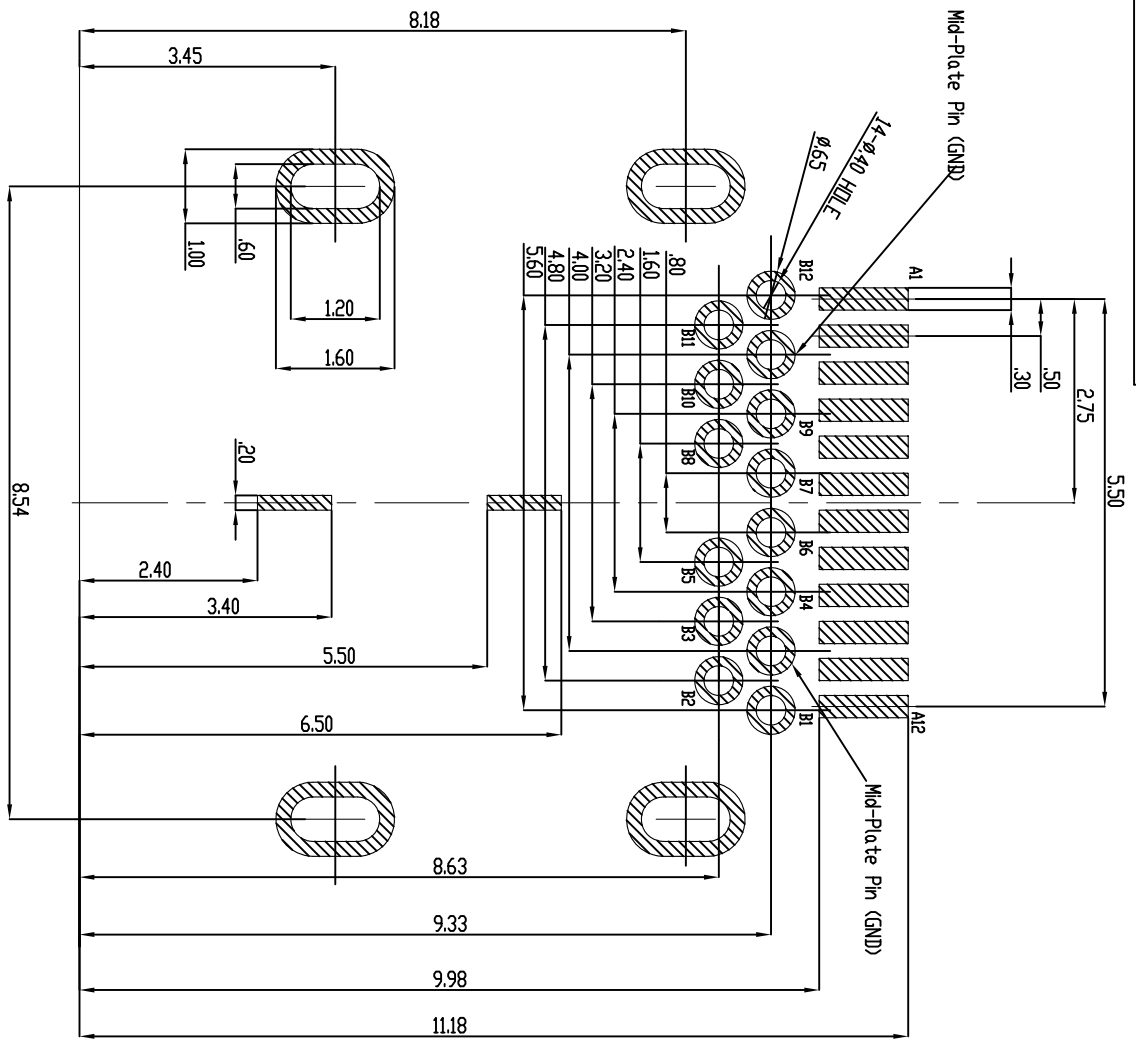 8.18
3.45
Mid-Plate Pin (GND)
14-ø.40 HOLE
ø.65
1.00
.60
1.20
1.60
5.60
4.80
4.00
3.20
2.40
1.60
.80
B12
A1
B11
B10
B9
B8
B7
B6
B5
B4
B3
B2
B1
A12
.30
.50
2.75
5.50
.20
8.54
2.40
3.40
5.50
6.50
Mid-Plate Pin (GND)
8.63
9.33
9.98
11.18